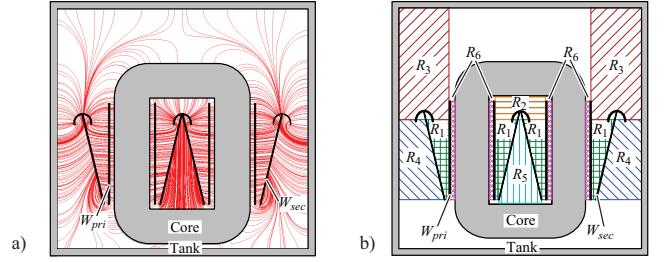 W_pri
W_sec
Core
Tank
a)
R_6
R_6
R_3
R_3
R_2
R_1
R_1
R_1
R_1
R_4
R_4
R_5
W_pri
W_sec
Core
Tank
b)